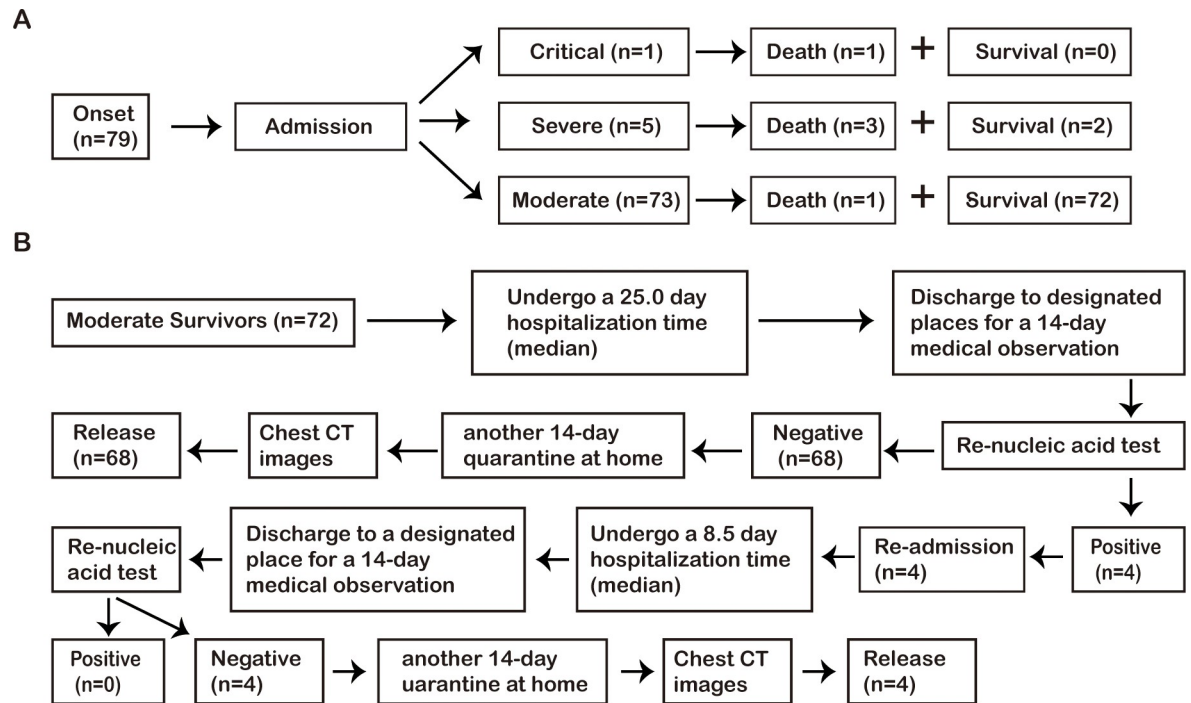 A
Onset
(n=79)
Admission
Critical (n=1)
Death (n=1)
+
Survival (n=0)
Severe (n=5)
Death (n=3)
+
Survival (n=2)
Moderate (n=73)
Death (n=1)
+
Survival (n=72)
B
Moderate Survivors (n=72)
Undergo a 25.0 day
hospitalization time
(median)
Discharge to designated
places for a 14-day
medical observation
Re-nucleic acid test
Negative
(n=68)
another 14-day
quarantine at home
Chest CT
images
Release
(n=68)
Positive
(n=4)
Re-admission
(n=4)
Undergo a 8.5 day
hospitalization time
(median)
Discharge to a designated
place for a 14-day
medical observation
Re-nucleic
acid test
Positive
(n=0)
Negative
(n=4)
another 14-day
uarantine at home
Chest CT
images
Release
(n=4)